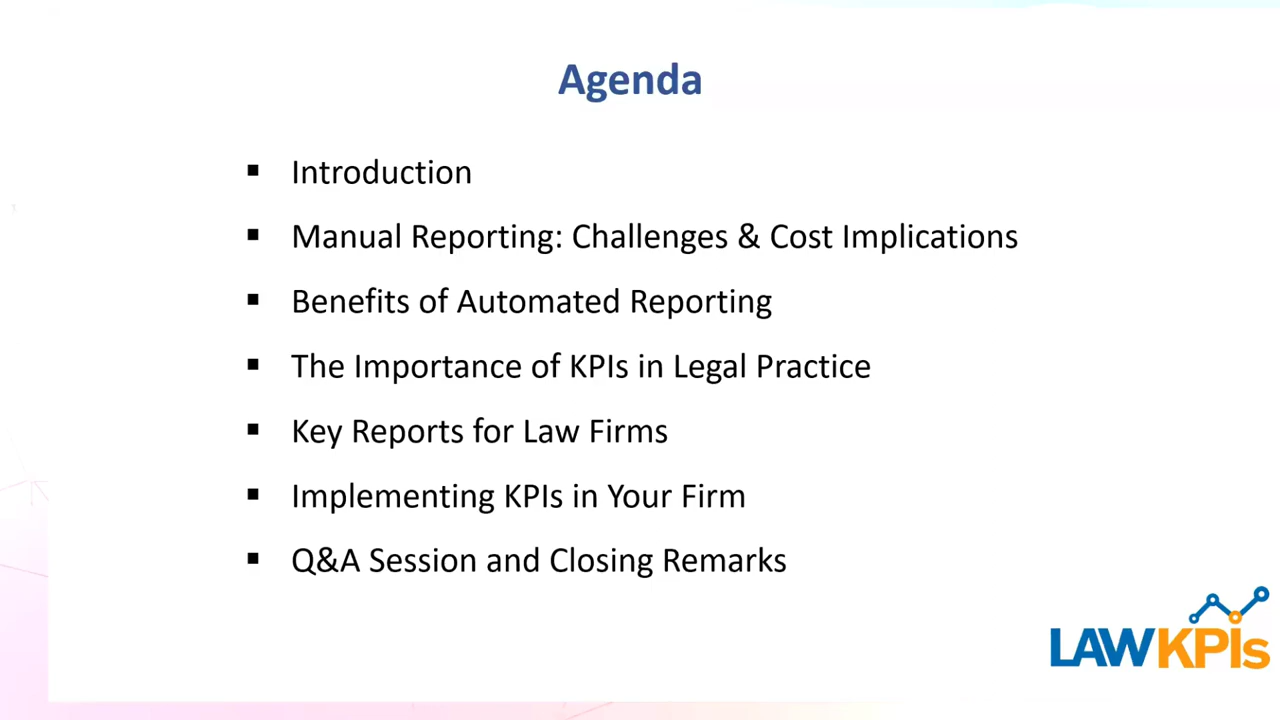 Agenda
▪ Introduction
▪ Manual Reporting: Challenges & Cost Implications
▪ Benefits of Automated Reporting
▪ The Importance of KPIs in Legal Practice
▪ Key Reports for Law Firms
▪ Implementing KPIs in Your Firm
▪ Q&A Session and Closing Remarks
LAWKPIs